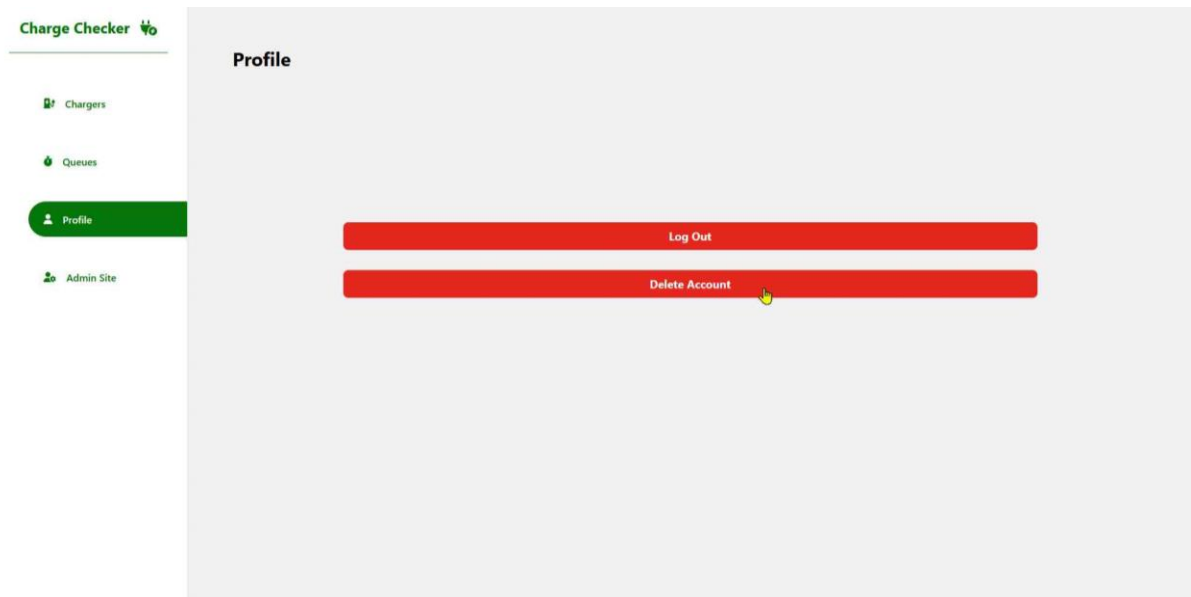 Charge Checker
Profile
Chargers
Queues
Profile
Admin Site
Log Out
Delete Account